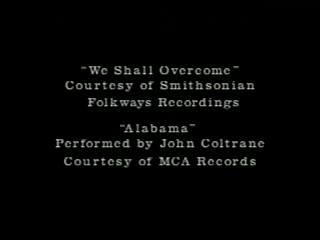 “We Shall Overcome”
Courtesy of Smithsonian
Folkways Recordings
“Alabama”
Performed by John Coltrane
Courtesy of MCA Records